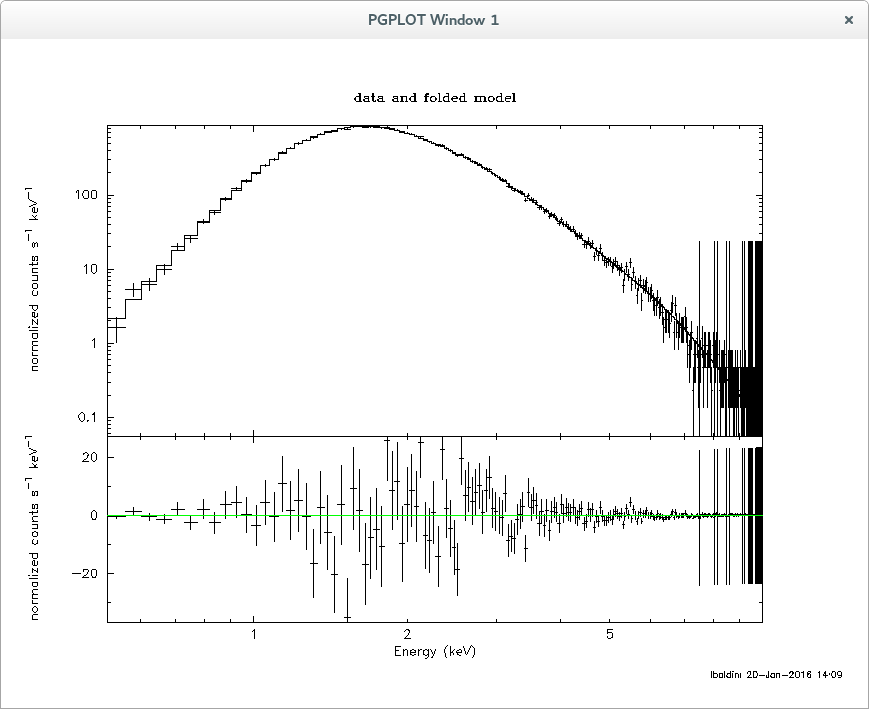 PGPLOT Window 1
×
data and folded model
normalized counts s⁻¹ keV⁻¹
100
10
1
0.1
normalized counts s⁻¹ keV⁻¹
20
0
−20
1
2
5
Energy (keV)
lbaldini 20−Jan−2016 14:09